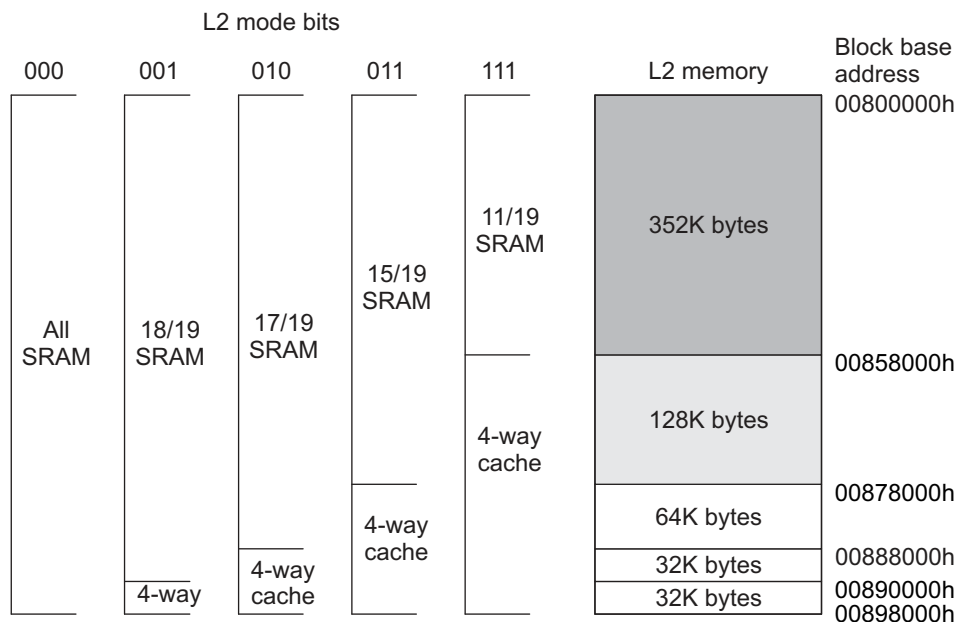 L2 mode bits
000 001 010 011 111 L2 memory Block base
address
00800000h
352K bytes
11/19
SRAM
15/19
SRAM
17/19
SRAM
18/19
SRAM
All
SRAM
00858000h
128K bytes
4-way
cache
00878000h
64K bytes
4-way
cache
00888000h
32K bytes
4-way
cache
00890000h
32K bytes
4-way
00898000h